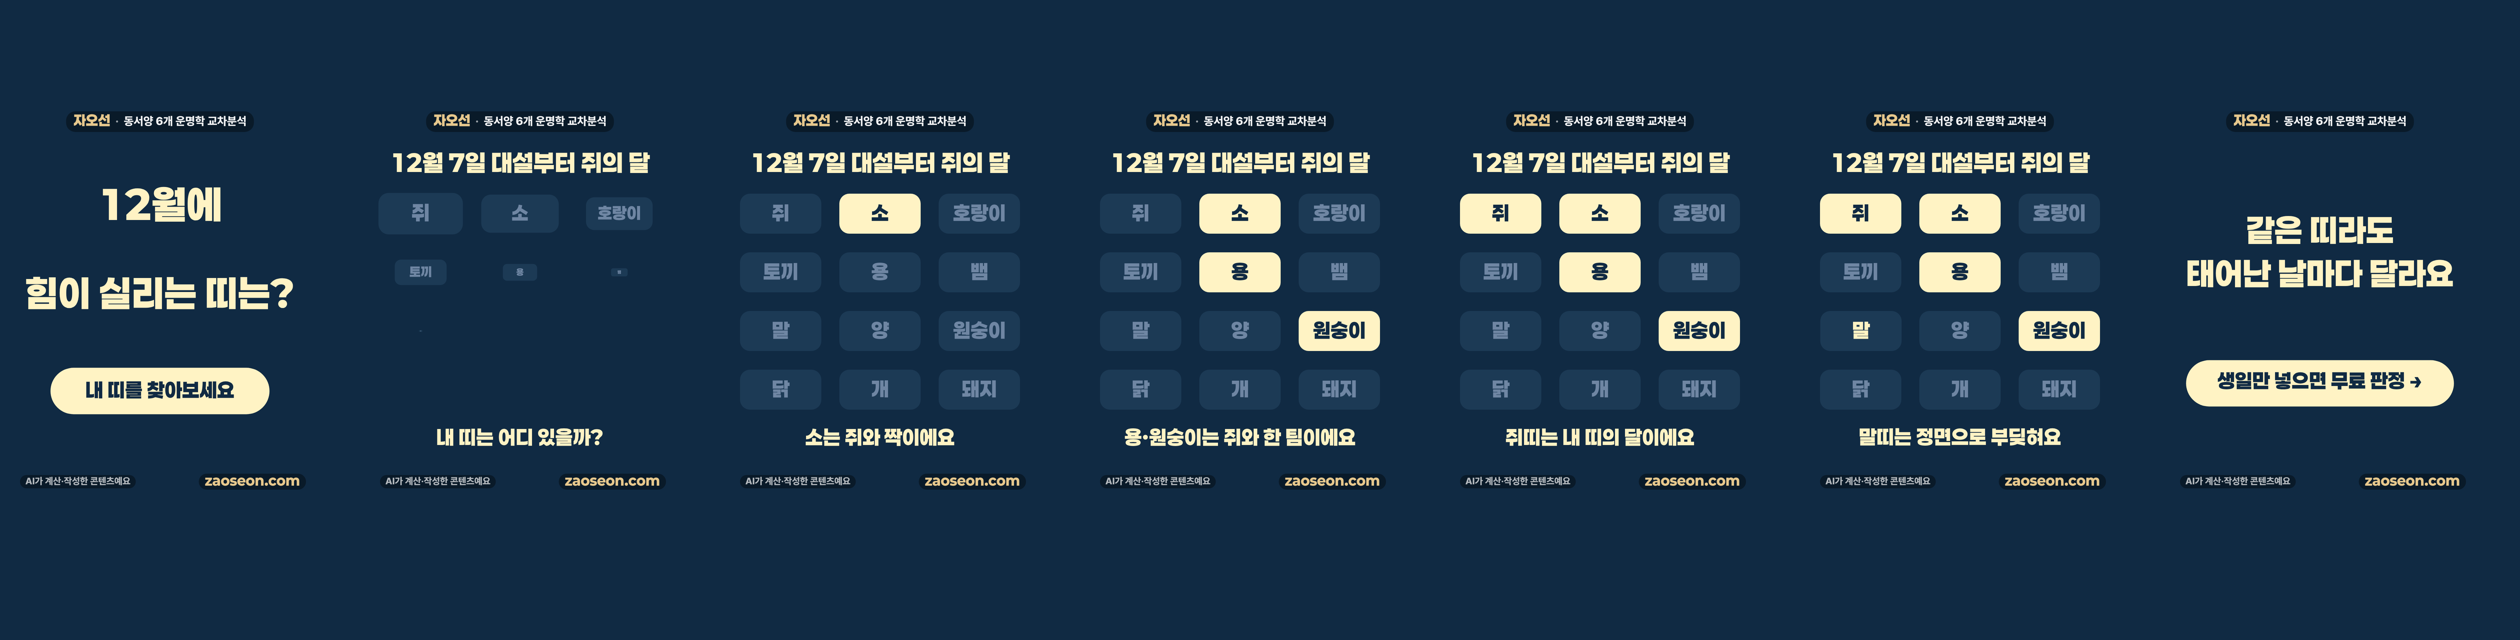 자오선 · 동서양 6개 운명학 교차분석
12월에
힘이 실리는 띠는?
내 띠를 찾아보세요
AI가 계산·작성한 콘텐츠예요
zaoseon.com
자오선 · 동서양 6개 운명학 교차분석
12월 7일 대설부터 쥐의 달
쥐 소 호랑이
토끼
내 띠는 어디 있을까?
AI가 계산·작성한 콘텐츠예요
zaoseon.com
자오선 · 동서양 6개 운명학 교차분석
12월 7일 대설부터 쥐의 달
쥐 소 호랑이
토끼 용 뱀
말 양 원숭이
닭 개 돼지
소는 쥐와 짝이에요
AI가 계산·작성한 콘텐츠예요
zaoseon.com
자오선 · 동서양 6개 운명학 교차분석
12월 7일 대설부터 쥐의 달
쥐 소 호랑이
토끼 용 뱀
말 양 원숭이
닭 개 돼지
용·원숭이는 쥐와 한 팀이에요
AI가 계산·작성한 콘텐츠예요
zaoseon.com
자오선 · 동서양 6개 운명학 교차분석
12월 7일 대설부터 쥐의 달
쥐 소 호랑이
토끼 용 뱀
말 양 원숭이
닭 개 돼지
쥐띠는 내 띠의 달이에요
AI가 계산·작성한 콘텐츠예요
zaoseon.com
자오선 · 동서양 6개 운명학 교차분석
12월 7일 대설부터 쥐의 달
쥐 소 호랑이
토끼 용 뱀
말 양 원숭이
닭 개 돼지
말띠는 정면으로 부딪혀요
AI가 계산·작성한 콘텐츠예요
zaoseon.com
자오선 · 동서양 6개 운명학 교차분석
같은 띠라도
태어난 날마다 달라요
생일만 넣으면 무료 판정 →
AI가 계산·작성한 콘텐츠예요
zaoseon.com